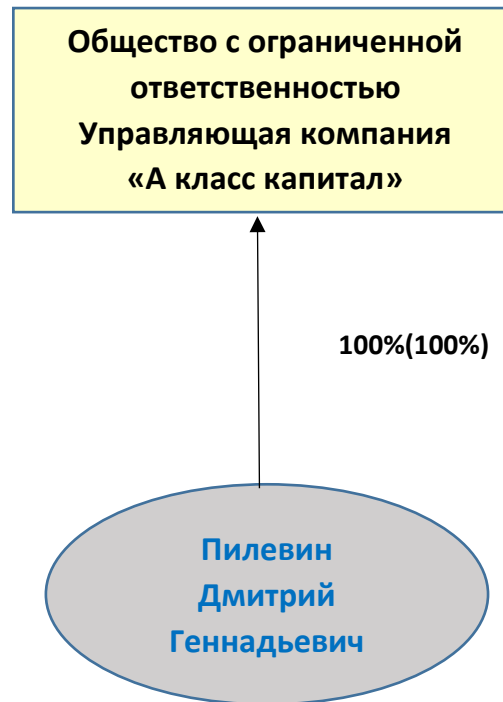 Общество с ограниченной
ответственностью
Управляющая компания
«А класс капитал»
100%(100%)
Пилевин
Дмитрий
Геннадьевич